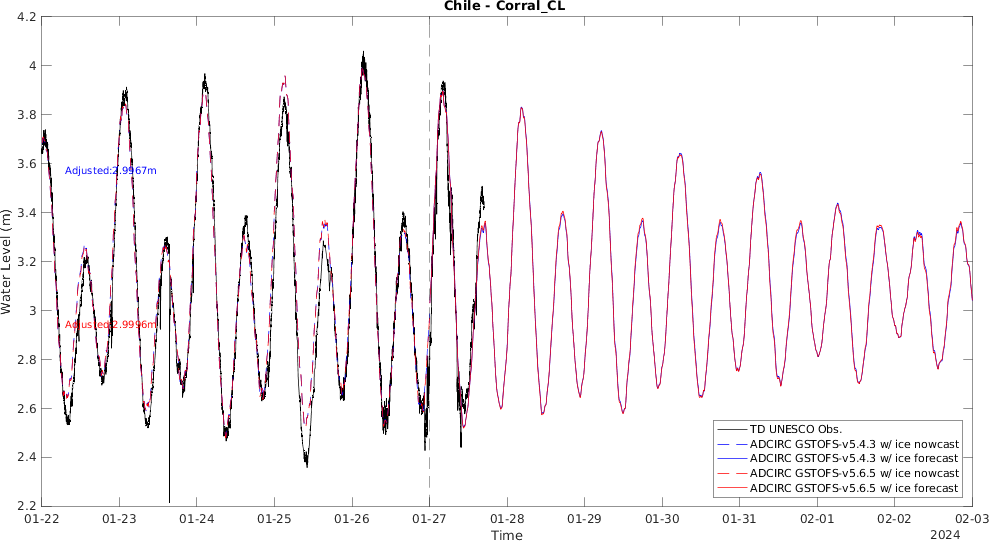 Chile - Corral_CL
4.2
4
3.8
3.6
3.4
3.2
3
2.8
2.6
2.4
2.2
Water Level (m)
Adjusted:2.9967m
Adjusted:2.9996m
TD UNESCO Obs.
ADCIRC GSTOFS-v5.4.3 w/ ice nowcast
ADCIRC GSTOFS-v5.4.3 w/ ice forecast
ADCIRC GSTOFS-v5.6.5 w/ ice nowcast
ADCIRC GSTOFS-v5.6.5 w/ ice forecast
01-22 01-23 01-24 01-25 01-26 01-27 01-28 01-29 01-30 01-31 02-01 02-02 02-03
Time
2024